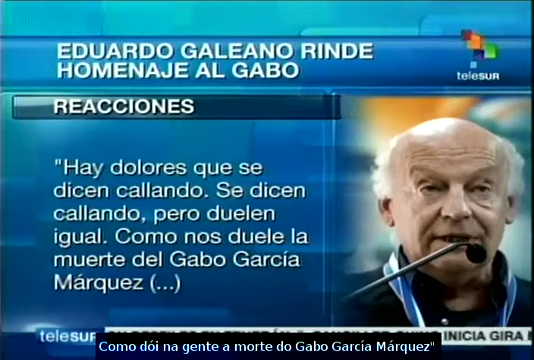 EDUARDO GALEANO RINDE
HOMENAJE AL GABO
teleSUR
REACCIONES
"Hay dolores que se
dicen callando. Se dicen
callando, pero duelen
igual. Como nos duele la
muerte del Gabo García
Márquez (...)
teleSUR
INICIA GIRA
Como dói na gente a morte do Gabo García Márquez"